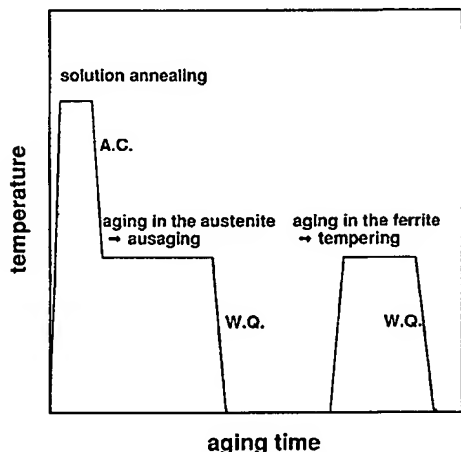 solution annealing
A.C.
aging in the austenite
→ ausaging
aging in the ferrite
→ tempering
W.Q.
W.Q.
temperature
aging time